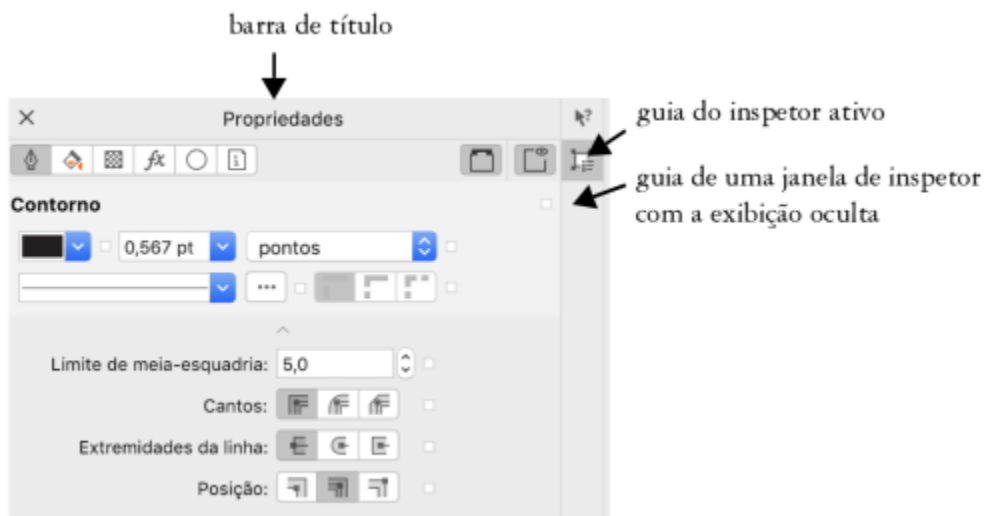 barra de título
Propriedades
guia do inspetor ativo
fx
guia de uma janela de inspetor
com a exibição oculta
Contorno
0,567 pt pontos
Limite de meia-esquadria: 5,0
Cantos:
Extremidades da linha:
Posição: